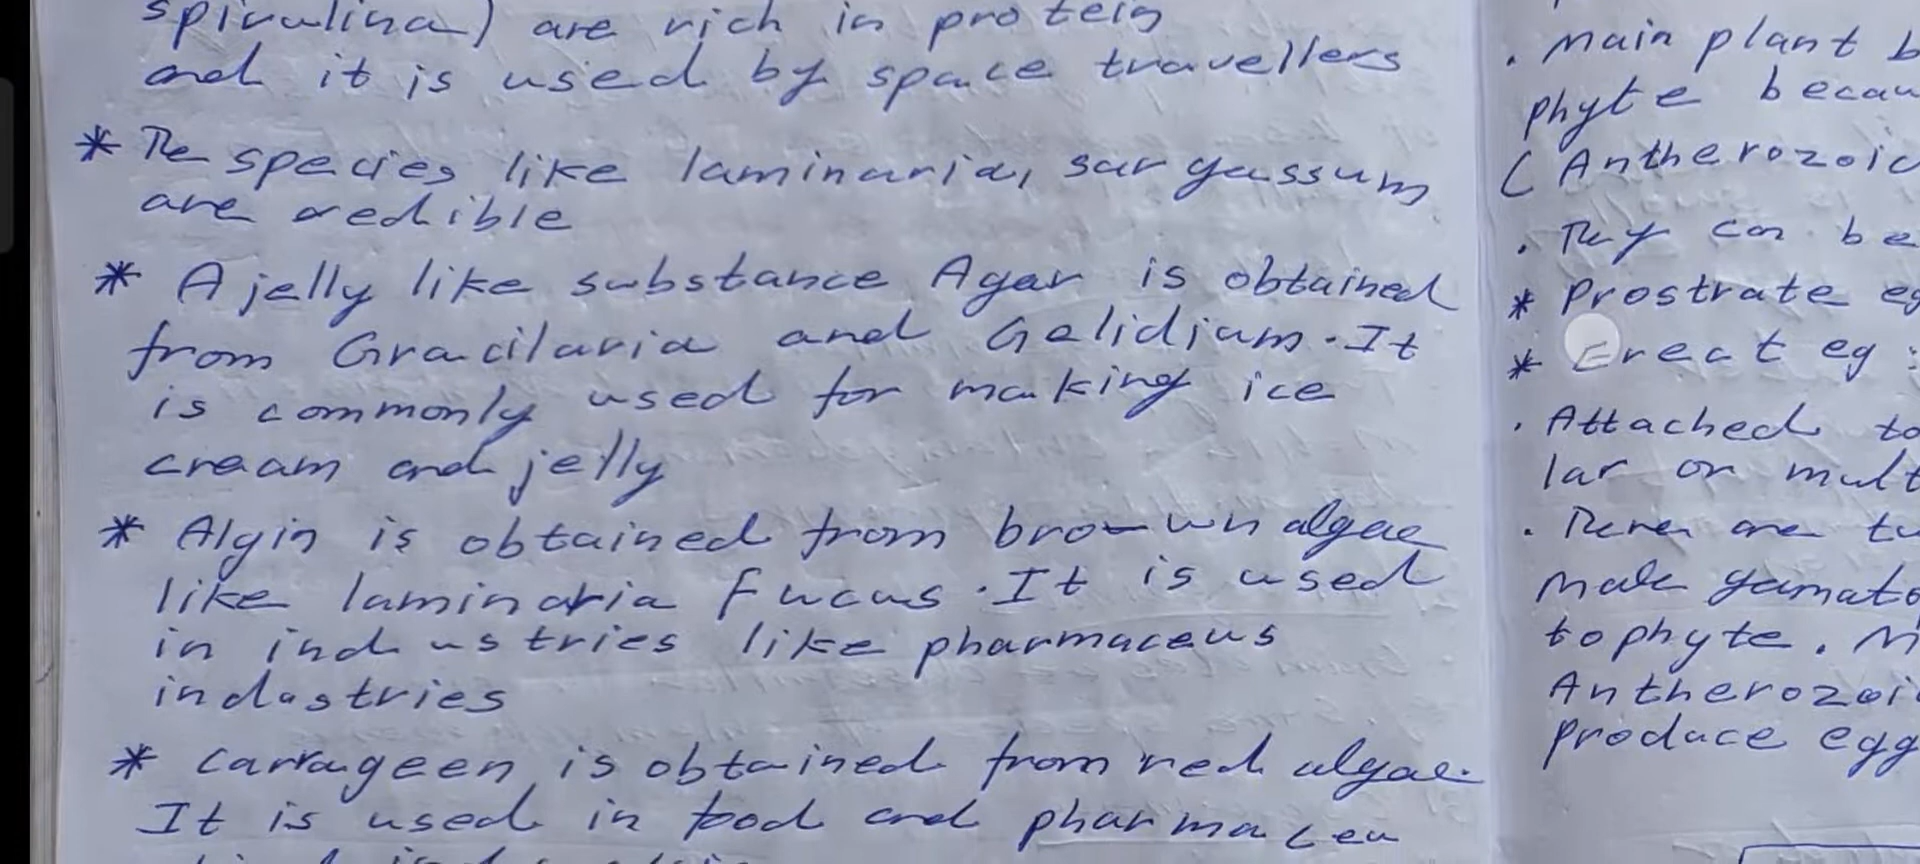 spirulina) are rich in protein
and it is used by space travellers
* The species like laminaria, sargassum
are edible
* A jelly like substance Agar is obtained
from Gracilaria and Gelidium. It
is commonly used for making ice
cream and jelly
* Algin is obtained from brown algae
like laminaria Fucus. It is used
in industries like pharmaceus
industries
* Carrageen is obtained from red algae.
It is used in food and pharmaceu
. Main plant b
phyte becau
( Antherozoid
. They can be
* Prostrate eg
* Erect eg :
. Attached to
lar or mult
. There are tw
Male gamato
tophyte. M
Antherozoi
produce egg